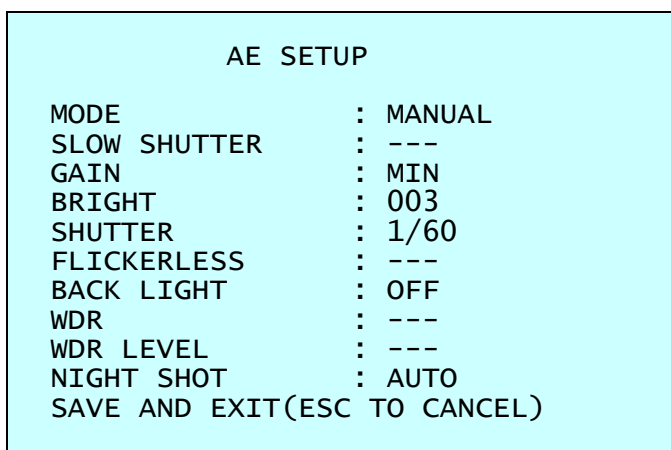 AE SETUP
MODE : MANUAL
SLOW SHUTTER : ---
GAIN : MIN
BRIGHT : 003
SHUTTER : 1/60
FLICKERLESS : ---
BACK LIGHT : OFF
WDR : ---
WDR LEVEL : ---
NIGHT SHOT : AUTO
SAVE AND EXIT(ESC TO CANCEL)